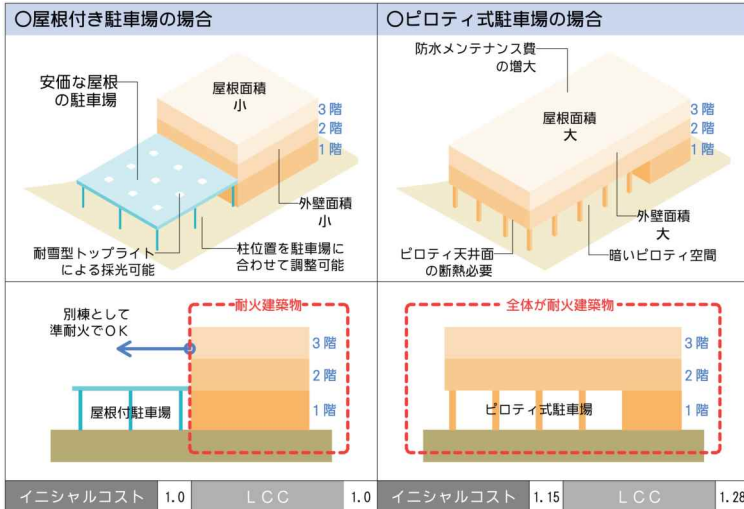 〇屋根付き駐車場の場合
安価な屋根
の駐車場
屋根面積
小
3階
2階
1階
外壁面積
小
耐雪型トップライト
による採光可能
柱位置を駐車場に
合わせて調整可能
〇ピロティ式駐車場の場合
防水メンテナンス費
の増大
屋根面積
大
3階
2階
1階
外壁面積
大
ピロティ天井面
の断熱必要
暗いピロティ空間
別棟として
準耐火でOK
耐火建築物
3階
2階
1階
屋根付駐車場
全体が耐火建築物
3階
2階
1階
ピロティ式駐車場
イニシャルコスト 1.0 LCC 1.0
イニシャルコスト 1.15 LCC 1.28